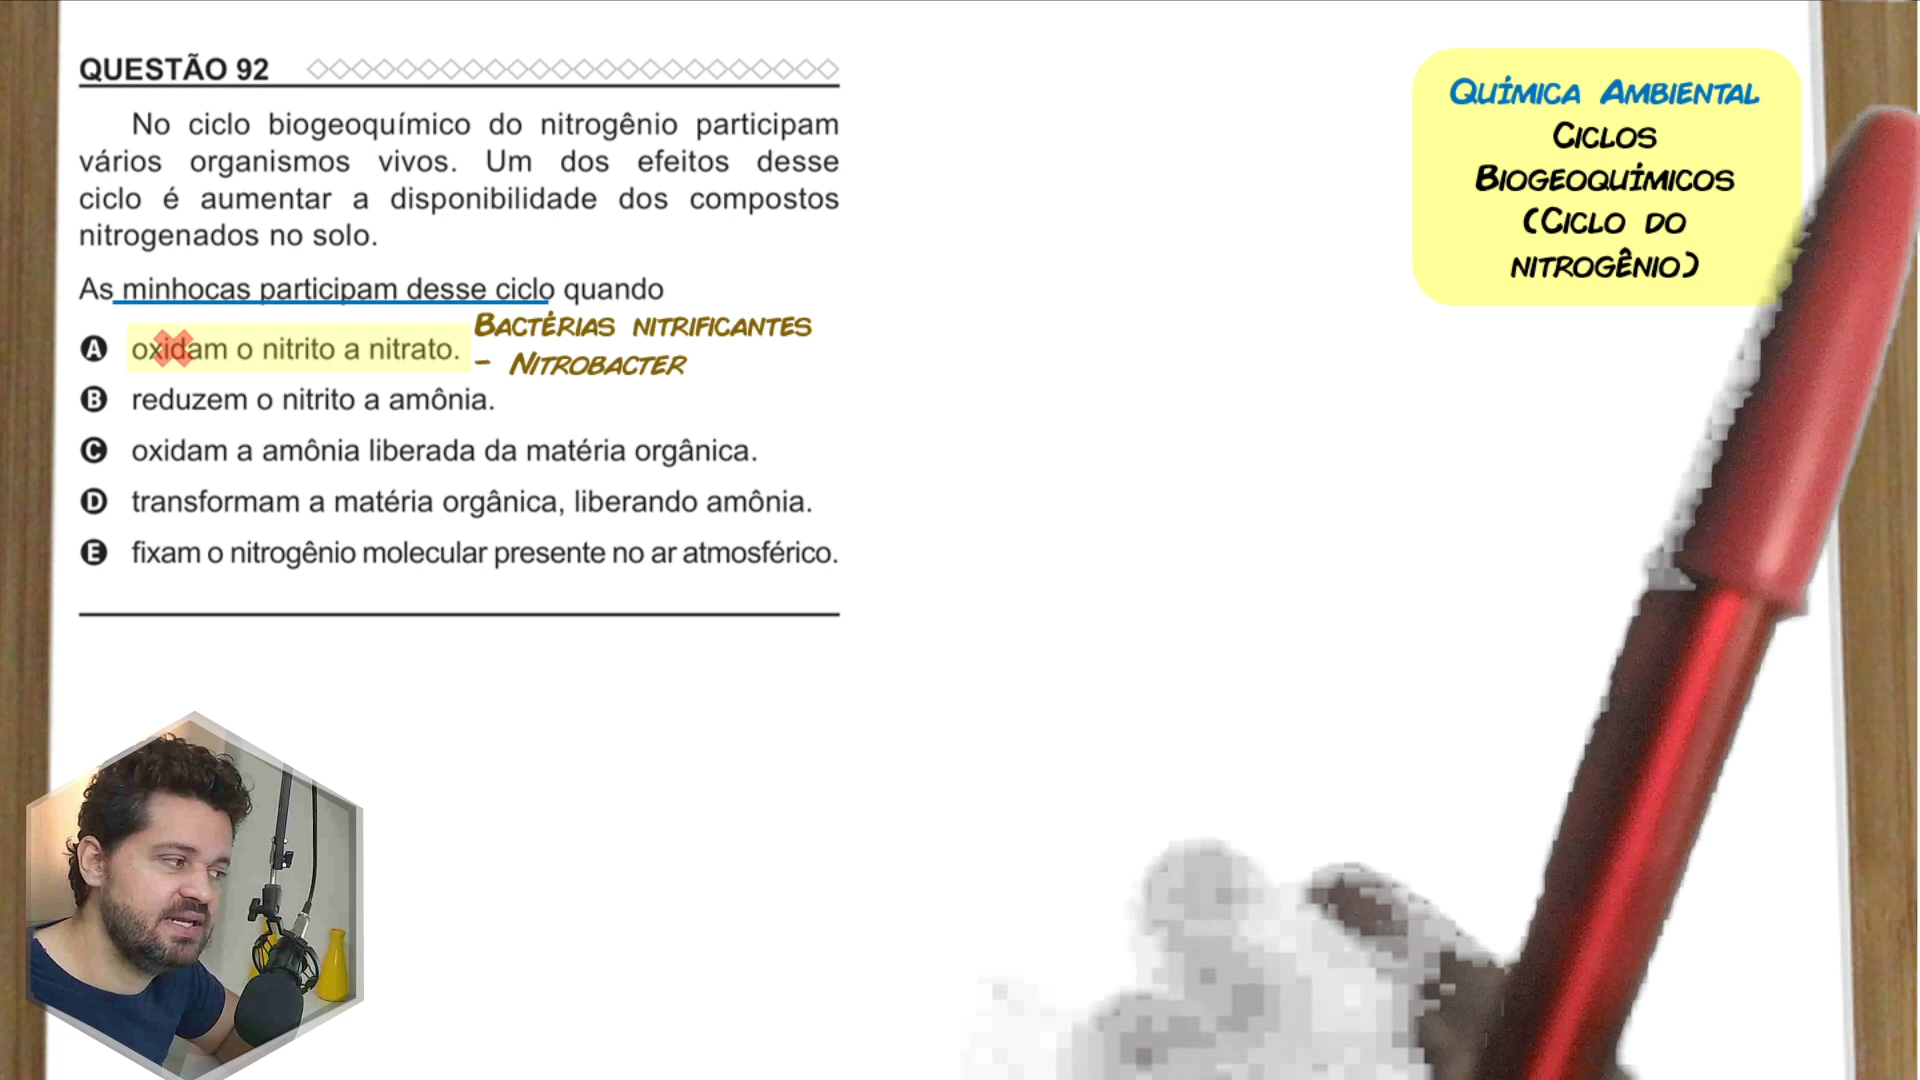 QUESTÃO 92
No ciclo biogeoquímico do nitrogênio participam
vários organismos vivos. Um dos efeitos desse
ciclo é aumentar a disponibilidade dos compostos
nitrogenados no solo.
As minhocas participam desse ciclo quando
A oxidam o nitrito a nitrato.
BACTÉRIAS NITRIFICANTES
- NITROBACTER
B reduzem o nitrito a amônia.
C oxidam a amônia liberada da matéria orgânica.
D transformam a matéria orgânica, liberando amônia.
E fixam o nitrogênio molecular presente no ar atmosférico.
QUÍMICA AMBIENTAL
CICLOS
BIOGEOQUÍMICOS
(CICLO DO
NITROGÊNIO)